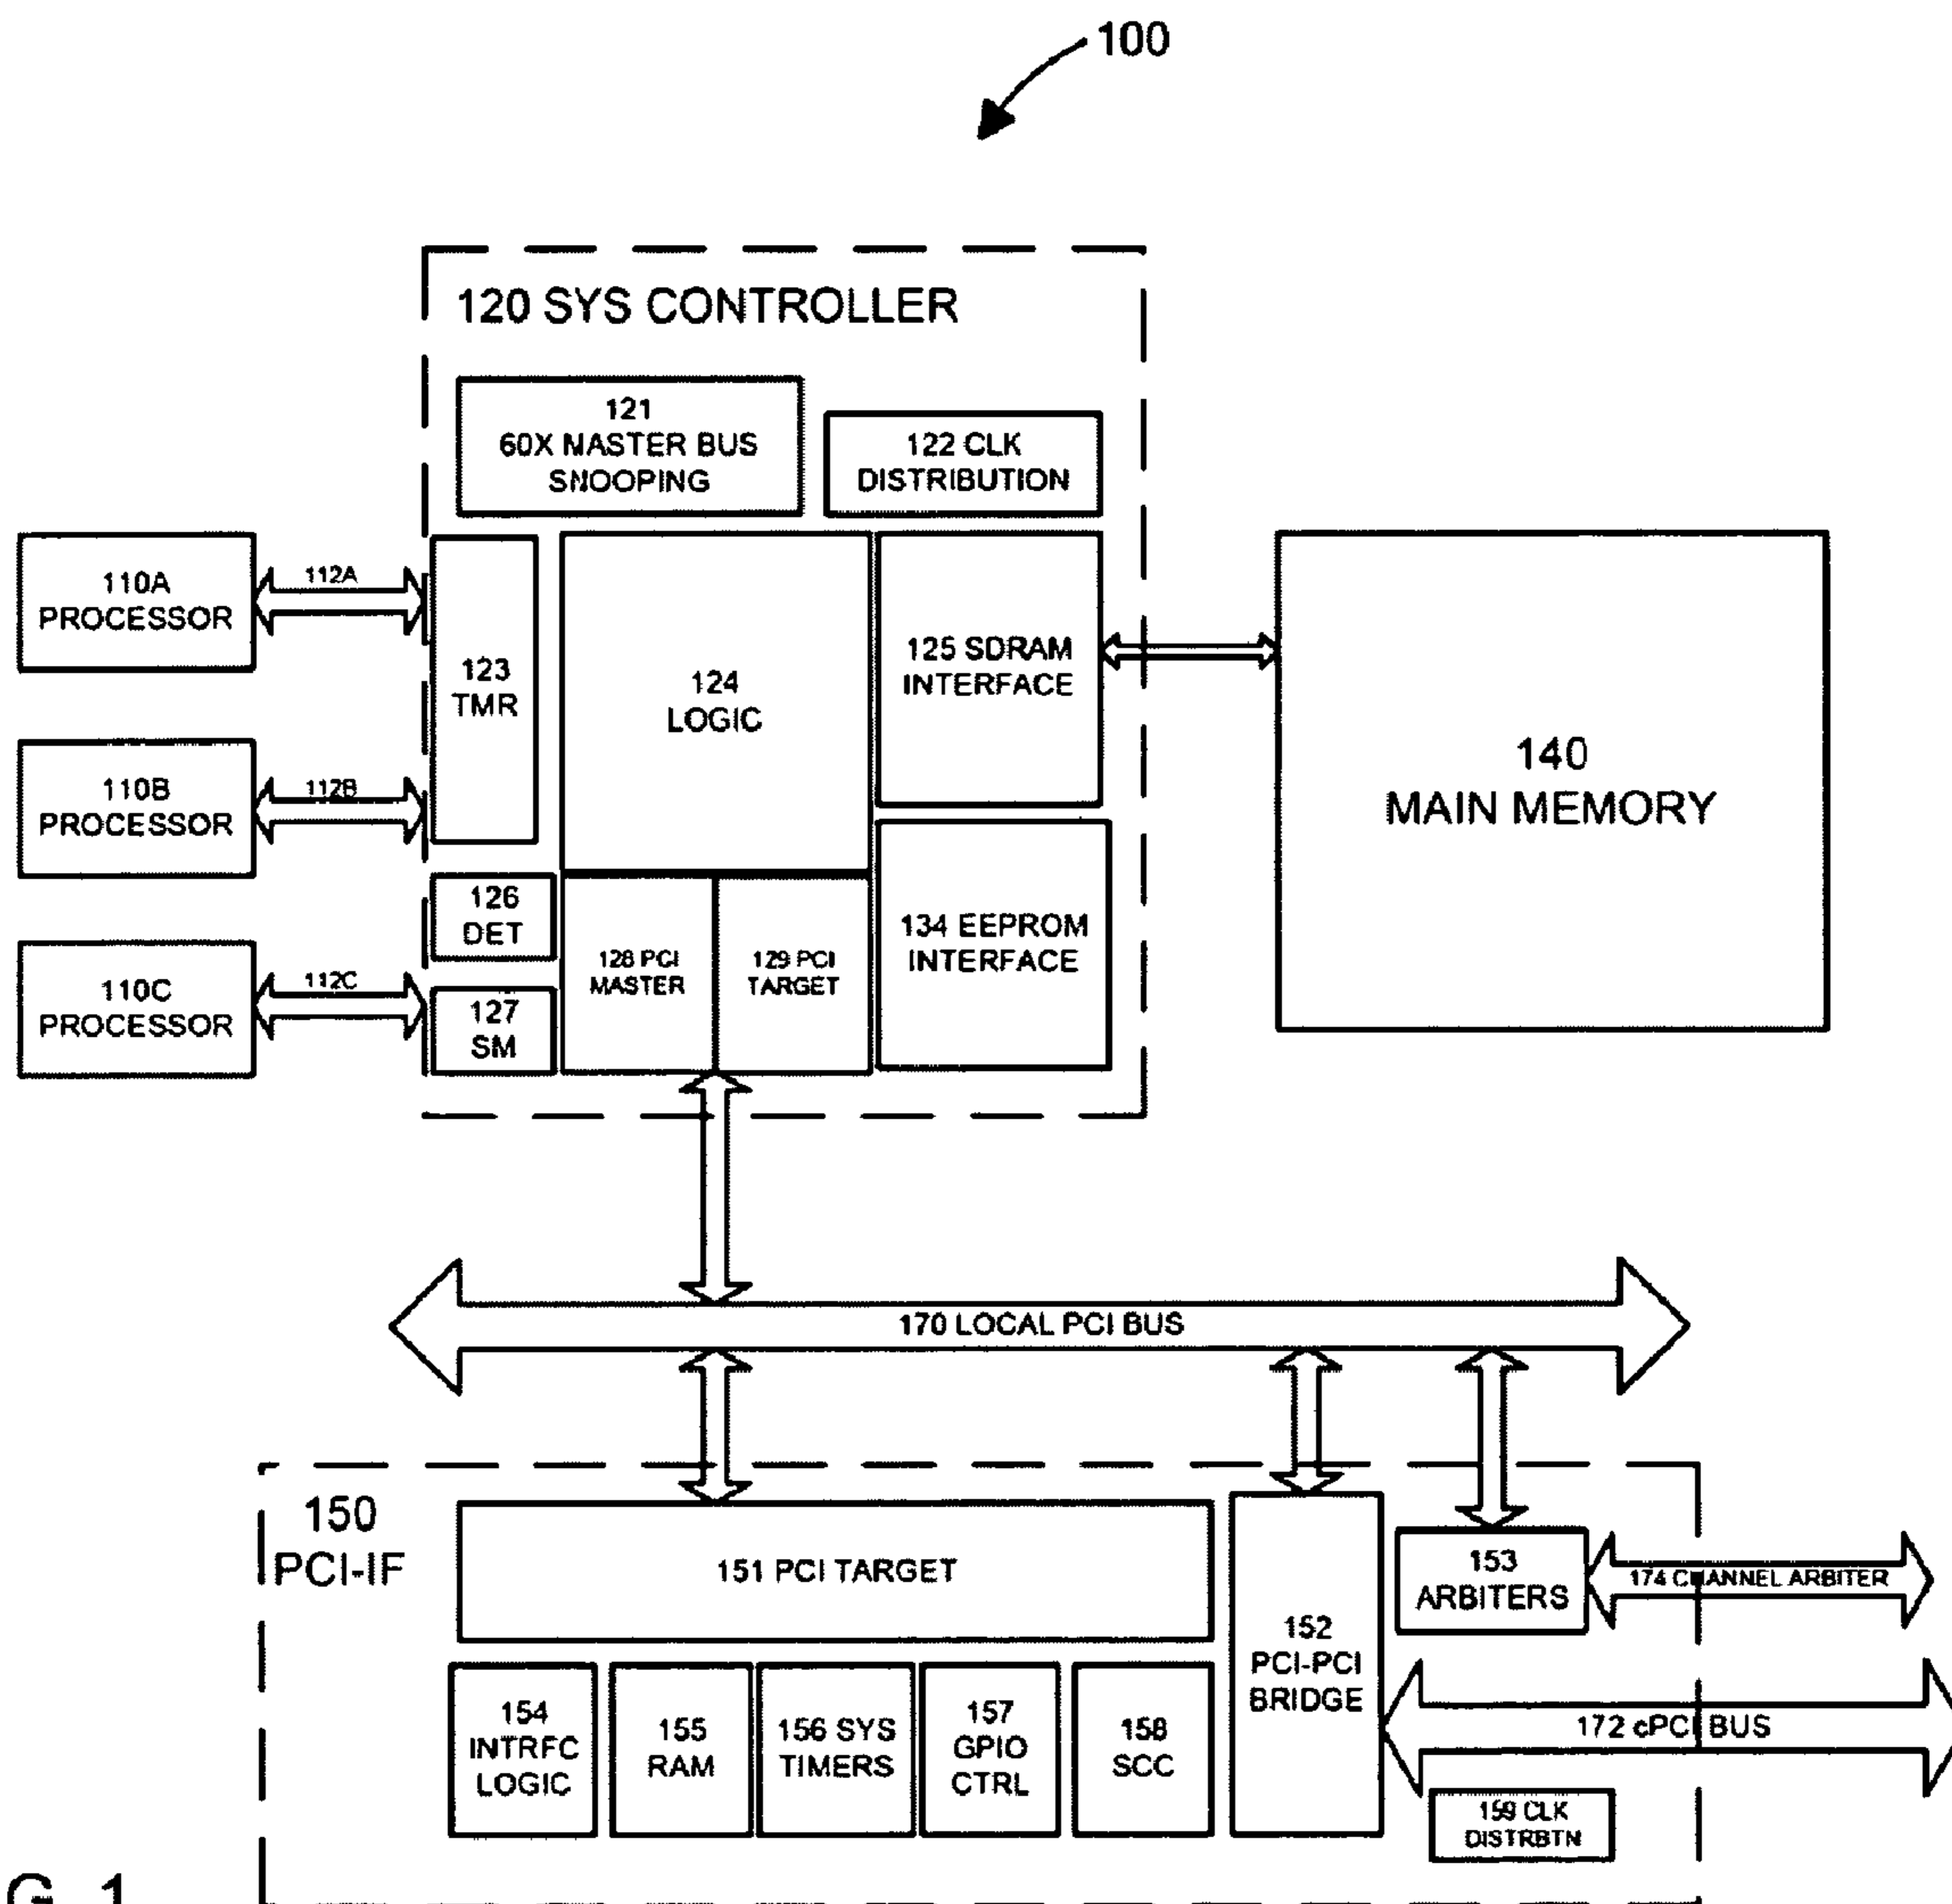 100
120 SYS CONTROLLER
121
60X MASTER BUS
SNOOPING
122 CLK
DISTRIBUTION
110A
PROCESSOR
112A
123
TMR
124
LOGIC
125 SDRAM
INTERFACE
140
MAIN MEMORY
110B
PROCESSOR
112B
126
DET
128 PCI
MASTER
129 PCI
TARGET
134 EEPROM
INTERFACE
110C
PROCESSOR
112C
127
SM
170 LOCAL PCI BUS
150
PCI-IF
151 PCI TARGET
152
PCI-PCI
BRIDGE
153
ARBITERS
174 CHANNEL ARBITER
154
INTRFC
LOGIC
155
RAM
156 SYS
TIMERS
157
GPIO
CTRL
158
SCC
172 cPCI BUS
159 CLK
DISTRBTN
G. 1